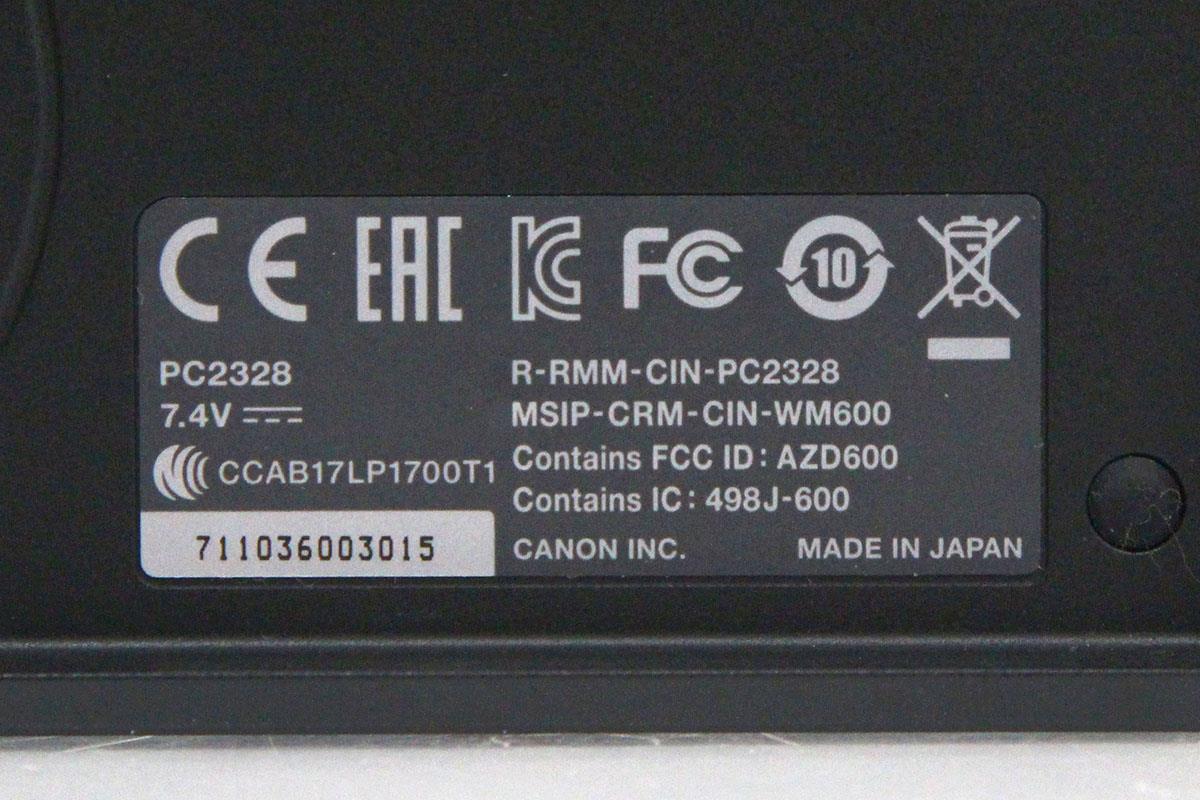 CE EAC KC FC 10
PC2328
7.4V
CCAB17LP1700T1
711036003015
R-RMM-CIN-PC2328
MSIP-CRM-CIN-WM600
Contains FCC ID: AZD600
Contains IC: 498J-600
CANON INC. MADE IN JAPAN